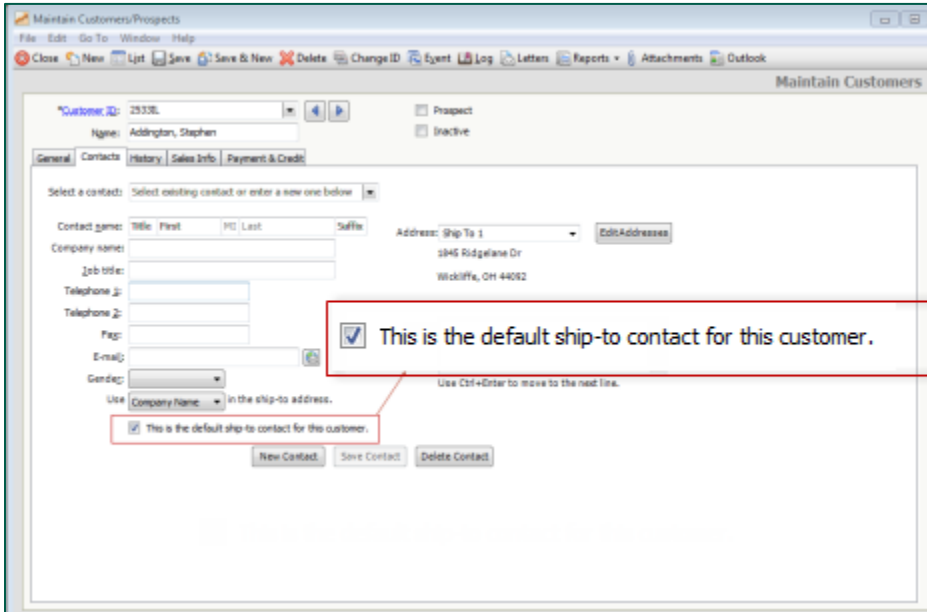 Maintain Customers/Prospects
File Edit Go To Window Help
Close New List Save Save & New Delete Change ID Event Log Letters Reports Attachments Outlook
Maintain Customers
*Customer ID: 2533EL Prospect
Name: Addington, Stephen Inactive
General Contacts History Sales Info Payment & Credit
Select a contact: Select existing contact or enter a new one below
Contact name: Title First MI Last Suffix Address: Ship To 1 EditAddresses
Company name: 1845 Ridgelane Dr
Job title: Wickliffe, OH 44092
Telephone 1:
Telephone 2:
Fax: This is the default ship-to contact for this customer.
E-mail:
Gender: Use Ctrl+Enter to move to the next line.
Use Company Name in the ship-to address.
This is the default ship-to contact for this customer.
New Contact Save Contact Delete Contact